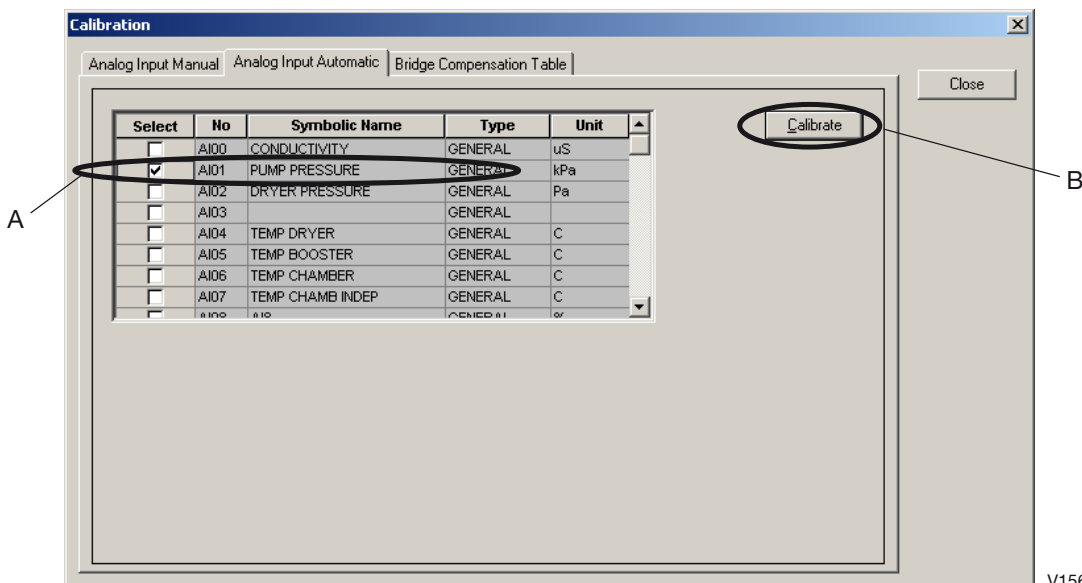 Calibration
Analog Input Manual Analog Input Automatic Bridge Compensation Table
Close
Select No Symbolic Name Type Unit
Calibrate
AI00 CONDUCTIVITY GENERAL uS
AI01 PUMP PRESSURE GENERAL kPa
AI02 DRYER PRESSURE GENERAL Pa
AI03 GENERAL
AI04 TEMP DRYER GENERAL C
AI05 TEMP BOOSTER GENERAL C
AI06 TEMP CHAMBER GENERAL C
AI07 TEMP CHAMB INDEP GENERAL C
A
B
V156